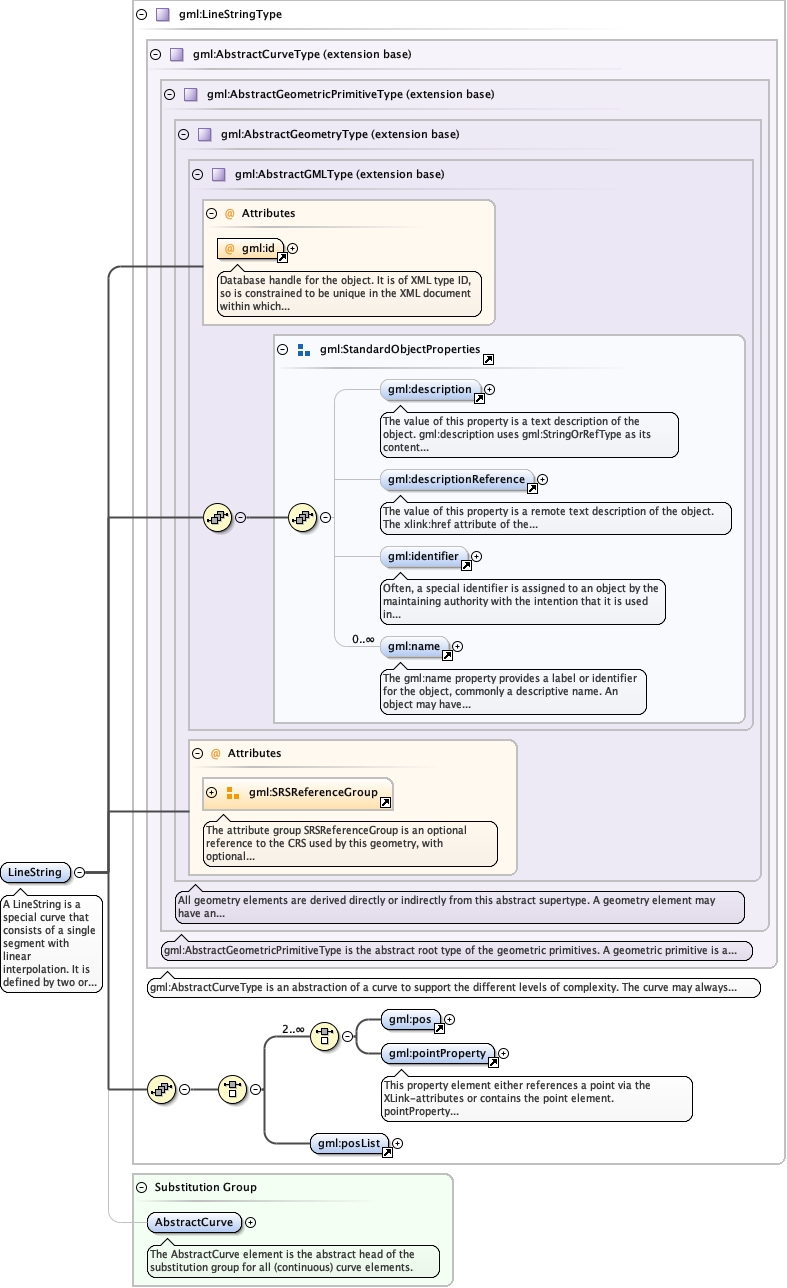 gml:LineStringType
gml:AbstractCurveType (extension base)
gml:AbstractGeometricPrimitiveType (extension base)
gml:AbstractGeometryType (extension base)
gml:AbstractGMLType (extension base)
@ Attributes
@ gml:id
Database handle for the object. It is of XML type ID,
so is constrained to be unique in the XML document
within which...
gml:StandardObjectProperties
gml:description
The value of this property is a text description of the
object. gml:description uses gml:StringOrRefType as its
content...
gml:descriptionReference
The value of this property is a remote text description of the object.
The xlink:href attribute of the...
gml:identifier
Often, a special identifier is assigned to an object by the
maintaining authority with the intention that it is used
in...
0..∞
gml:name
The gml:name property provides a label or identifier
for the object, commonly a descriptive name. An
object may have...
@ Attributes
gml:SRSReferenceGroup
The attribute group SRSReferenceGroup is an optional
reference to the CRS used by this geometry, with
optional...
LineString
A LineString is a
special curve that
consists of a single
segment with
linear
interpolation. It is
defined by two or...
All geometry elements are derived directly or indirectly from this abstract supertype. A geometry element may
have an...
gml:AbstractGeometricPrimitiveType is the abstract root type of the geometric primitives. A geometric primitive is a...
gml:AbstractCurveType is an abstraction of a curve to support the different levels of complexity. The curve may always...
2..∞
gml:pos
gml:pointProperty
This property element either references a point via the
XLink-attributes or contains the point element.
pointProperty...
gml:posList
Substitution Group
AbstractCurve
The AbstractCurve element is the abstract head of the
substitution group for all (continuous) curve elements.